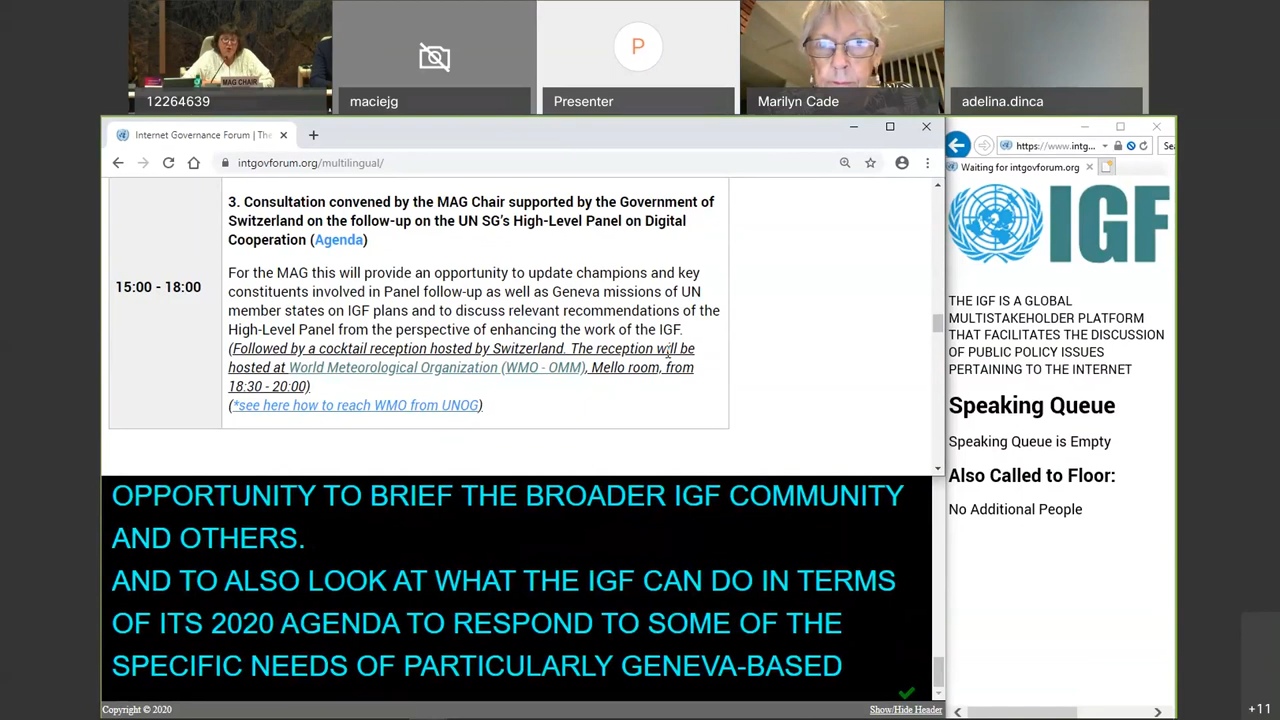 MAG CHAIR
12264639
maciejg
P
Presenter
Marilyn Cade
adelina.dinca
Internet Governance Forum | The
intgovforum.org/multilingual/
15:00 - 18:00
3. Consultation convened by the MAG Chair supported by the Government of
Switzerland on the follow-up on the UN SG's High-Level Panel on Digital
Cooperation (Agenda)
For the MAG this will provide an opportunity to update champions and key
constituents involved in Panel follow-up as well as Geneva missions of UN
member states on IGF plans and to discuss relevant recommendations of the
High-Level Panel from the perspective of enhancing the work of the IGF.
(Followed by a cocktail reception hosted by Switzerland. The reception will be
hosted at World Meteorological Organization (WMO - OMM), Mello room, from
18:30 - 20:00)
(*see here how to reach WMO from UNOG)
OPPORTUNITY TO BRIEF THE BROADER IGF COMMUNITY
AND OTHERS.
AND TO ALSO LOOK AT WHAT THE IGF CAN DO IN TERMS
OF ITS 2020 AGENDA TO RESPOND TO SOME OF THE
SPECIFIC NEEDS OF PARTICULARLY GENEVA-BASED
Copyright © 2020
Show/Hide Header
https://www.intg...
Sea
Waiting for intgovforum.org
IGF
THE IGF IS A GLOBAL
MULTISTAKEHOLDER PLATFORM
THAT FACILITATES THE DISCUSSION
OF PUBLIC POLICY ISSUES
PERTAINING TO THE INTERNET
Speaking Queue
Speaking Queue is Empty
Also Called to Floor:
No Additional People
+11